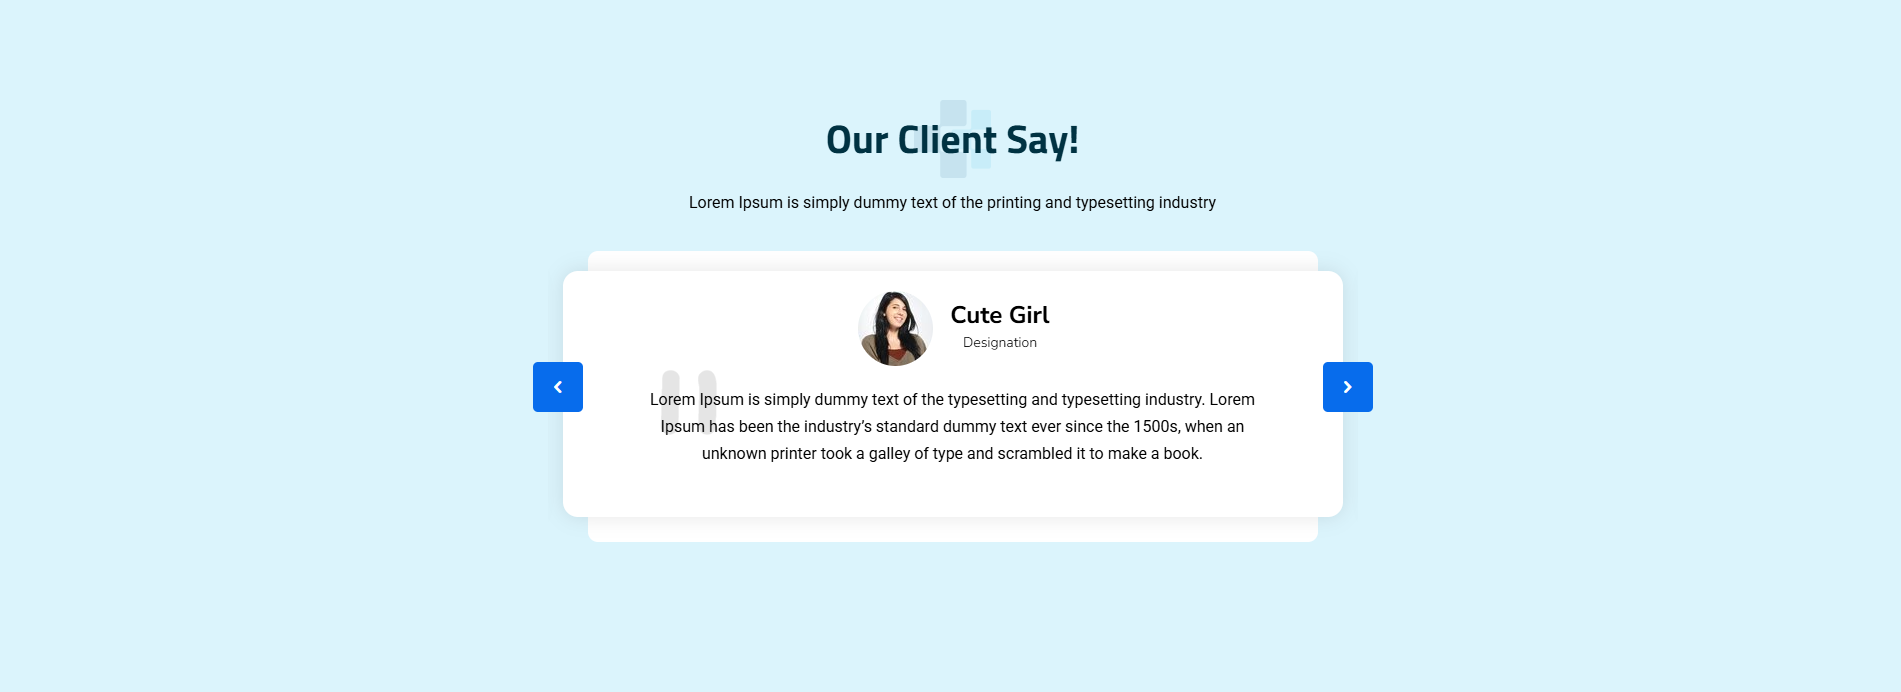 Our Client Say!
Lorem Ipsum is simply dummy text of the printing and typesetting industry
Cute Girl
Designation
"
Lorem Ipsum is simply dummy text of the typesetting and typesetting industry. Lorem
Ipsum has been the industry’s standard dummy text ever since the 1500s, when an
unknown printer took a galley of type and scrambled it to make a book.